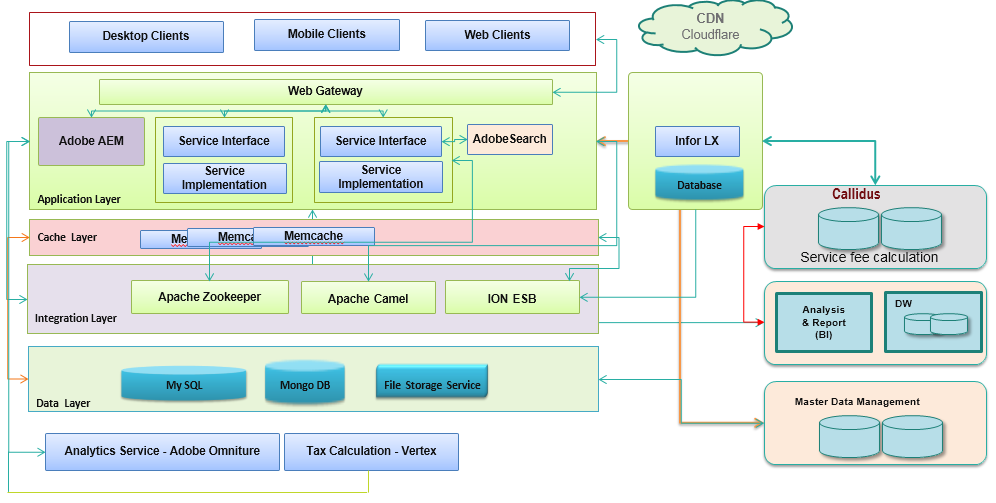 CDN
Cloudflare
Desktop Clients
Mobile Clients
Web Clients
Web Gateway
Adobe AEM
Service Interface
Service
Implementation
Service Interface
Service
Implementation
AdobeSearch
Application Layer
Infor LX
Database
Callidus
Service fee calculation
Cache Layer
Me
Memca
Memcache
Apache Zookeeper
Apache Camel
ION ESB
Integration Layer
Analysis
& Report
(BI)
DW
My SQL
Mongo DB
File Storage Service
Data Layer
Master Data Management
Analytics Service - Adobe Omniture
Tax Calculation - Vertex